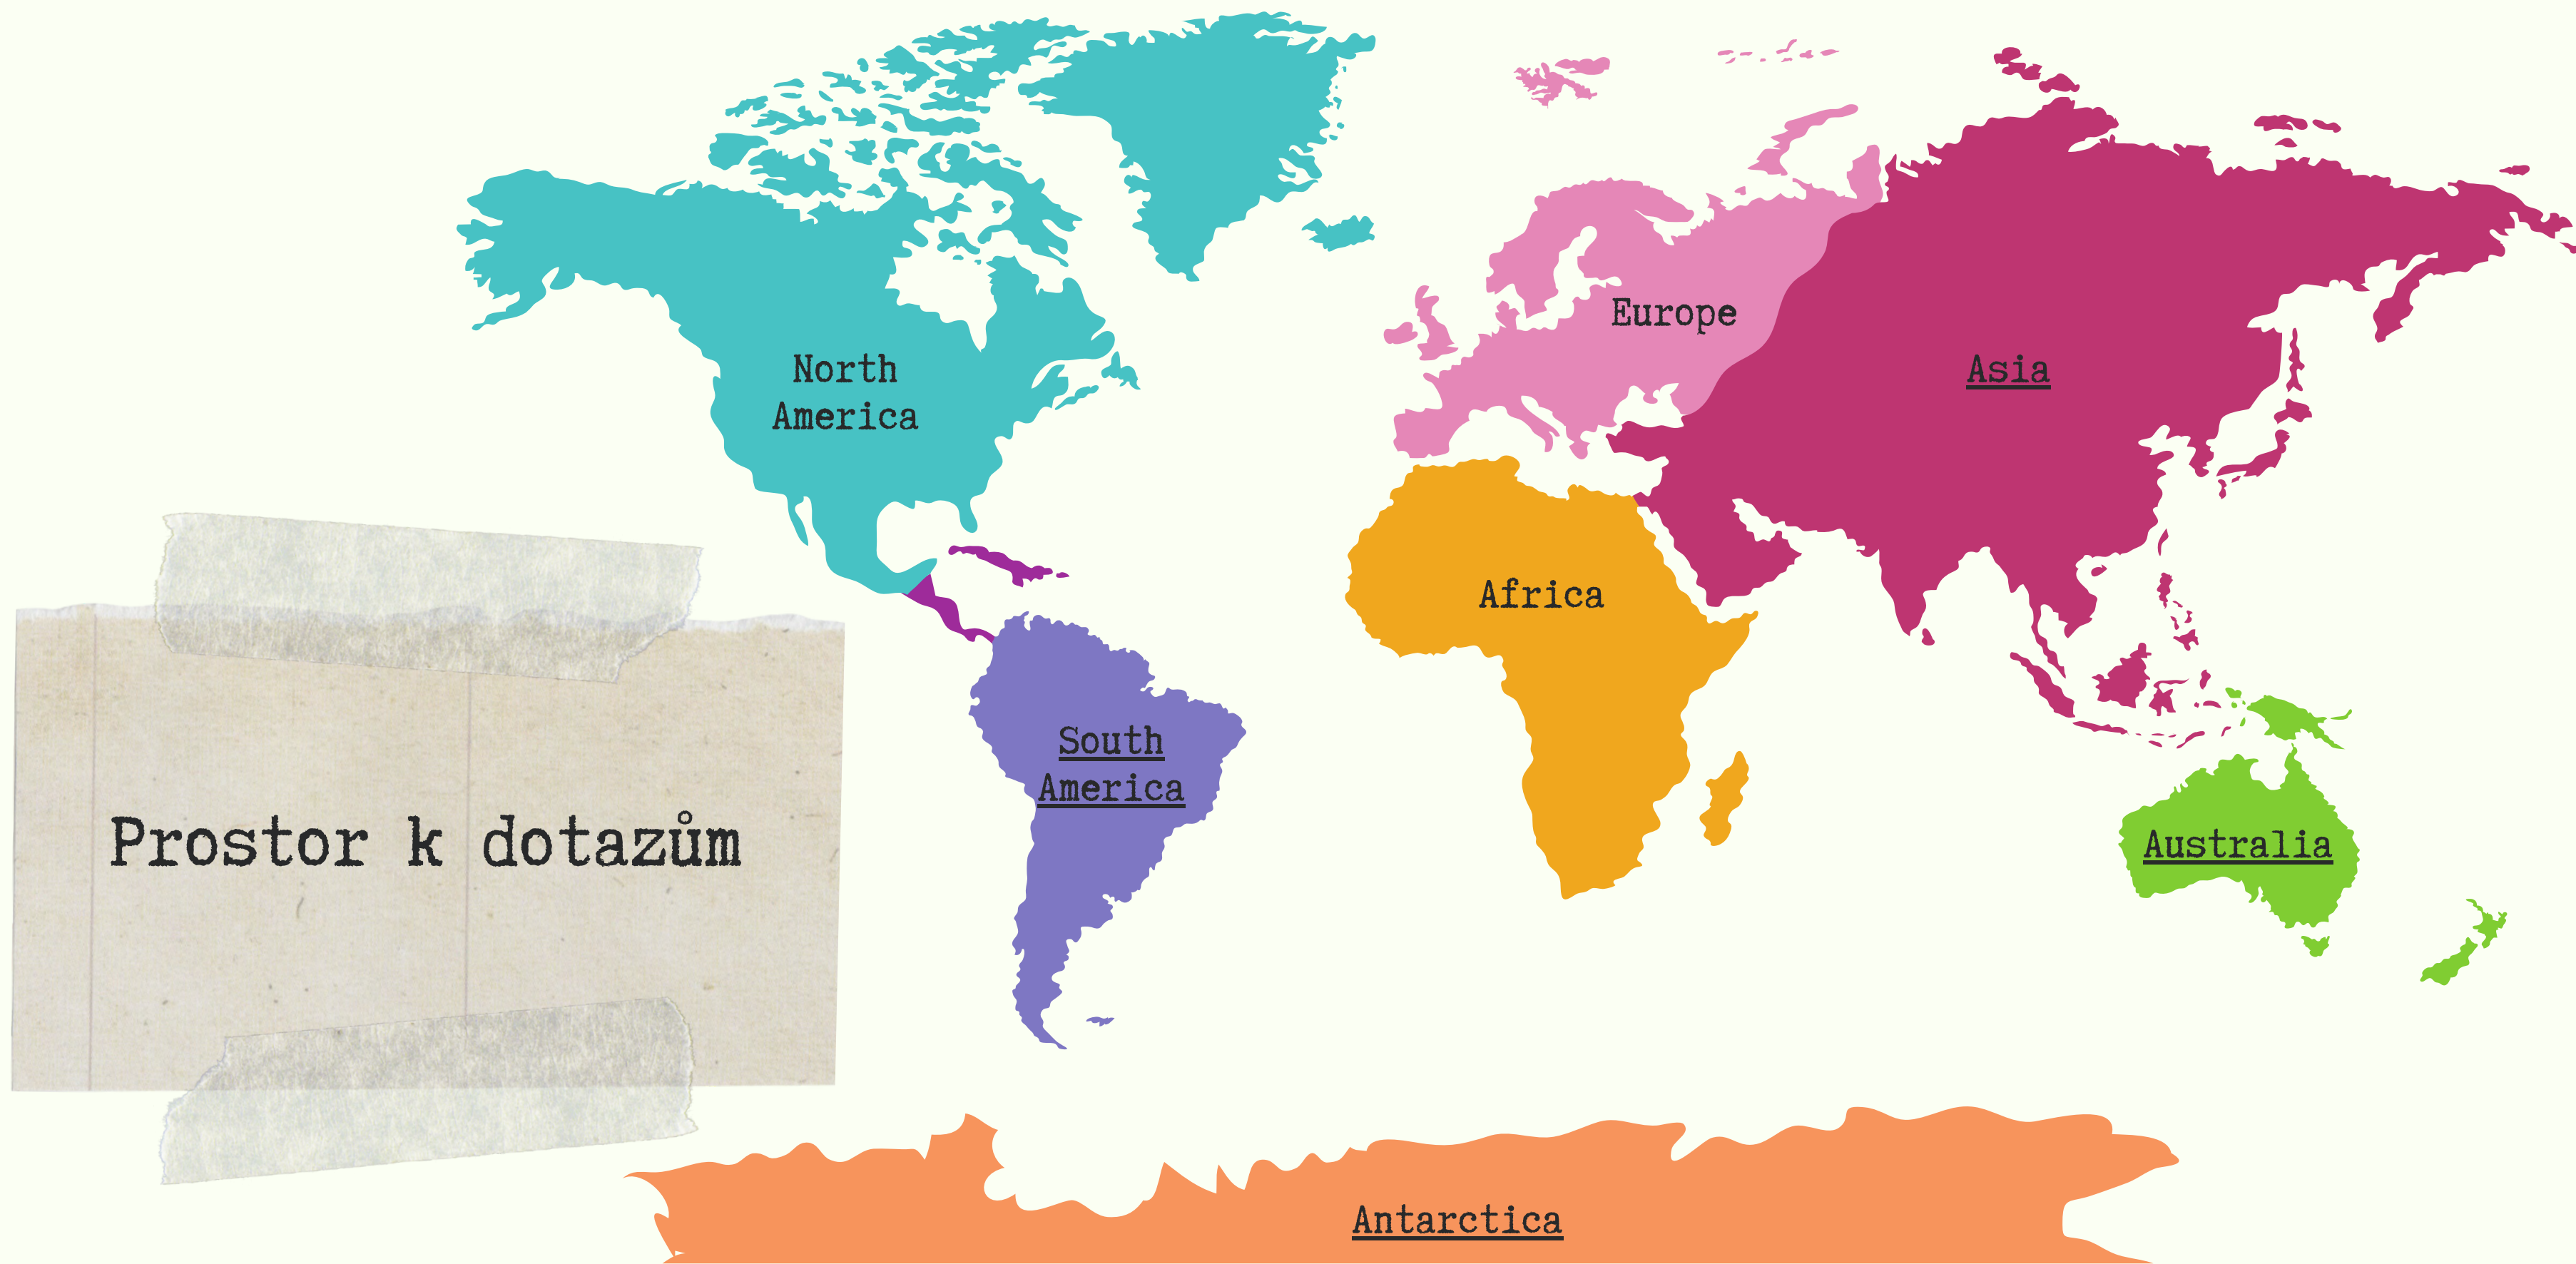 Europe
North
America
Asia
Africa
South
America
Prostor k dotazům
Australia
Antarctica